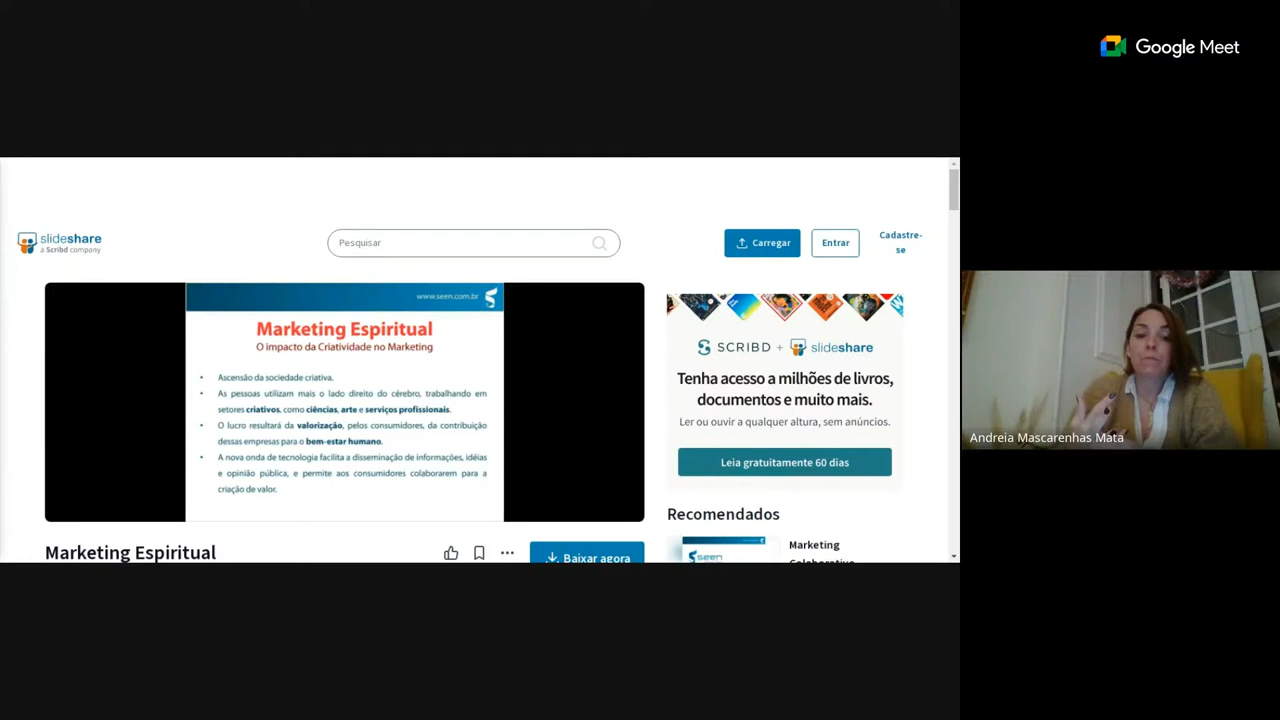 Google Meet
slideshare
a Scribd company
Pesquisar
Carregar
Entrar
Cadastre-
se
www.seen.com.br
Marketing Espiritual
O impacto da Criatividade no Marketing
• Ascensão da sociedade criativa.
• As pessoas utilizam mais o lado direito do cérebro, trabalhando em
setores criativos, como ciências, arte e serviços profissionais.
• O lucro resultará da valorização, pelos consumidores, da contribuição
dessas empresas para o bem-estar humano.
• A nova onda de tecnologia facilita a disseminação de informações, idéias
e opinião pública, e permite aos consumidores colaborarem para a
criação de valor.
Marketing Espiritual
Baixar agora
SCRIBD + slideshare
Tenha acesso a milhões de livros,
documentos e muito mais.
Ler ou ouvir a qualquer altura, sem anúncios.
Leia gratuitamente 60 dias
Recomendados
seen
Marketing
Colaborativo
Andreia Mascarenhas Mata